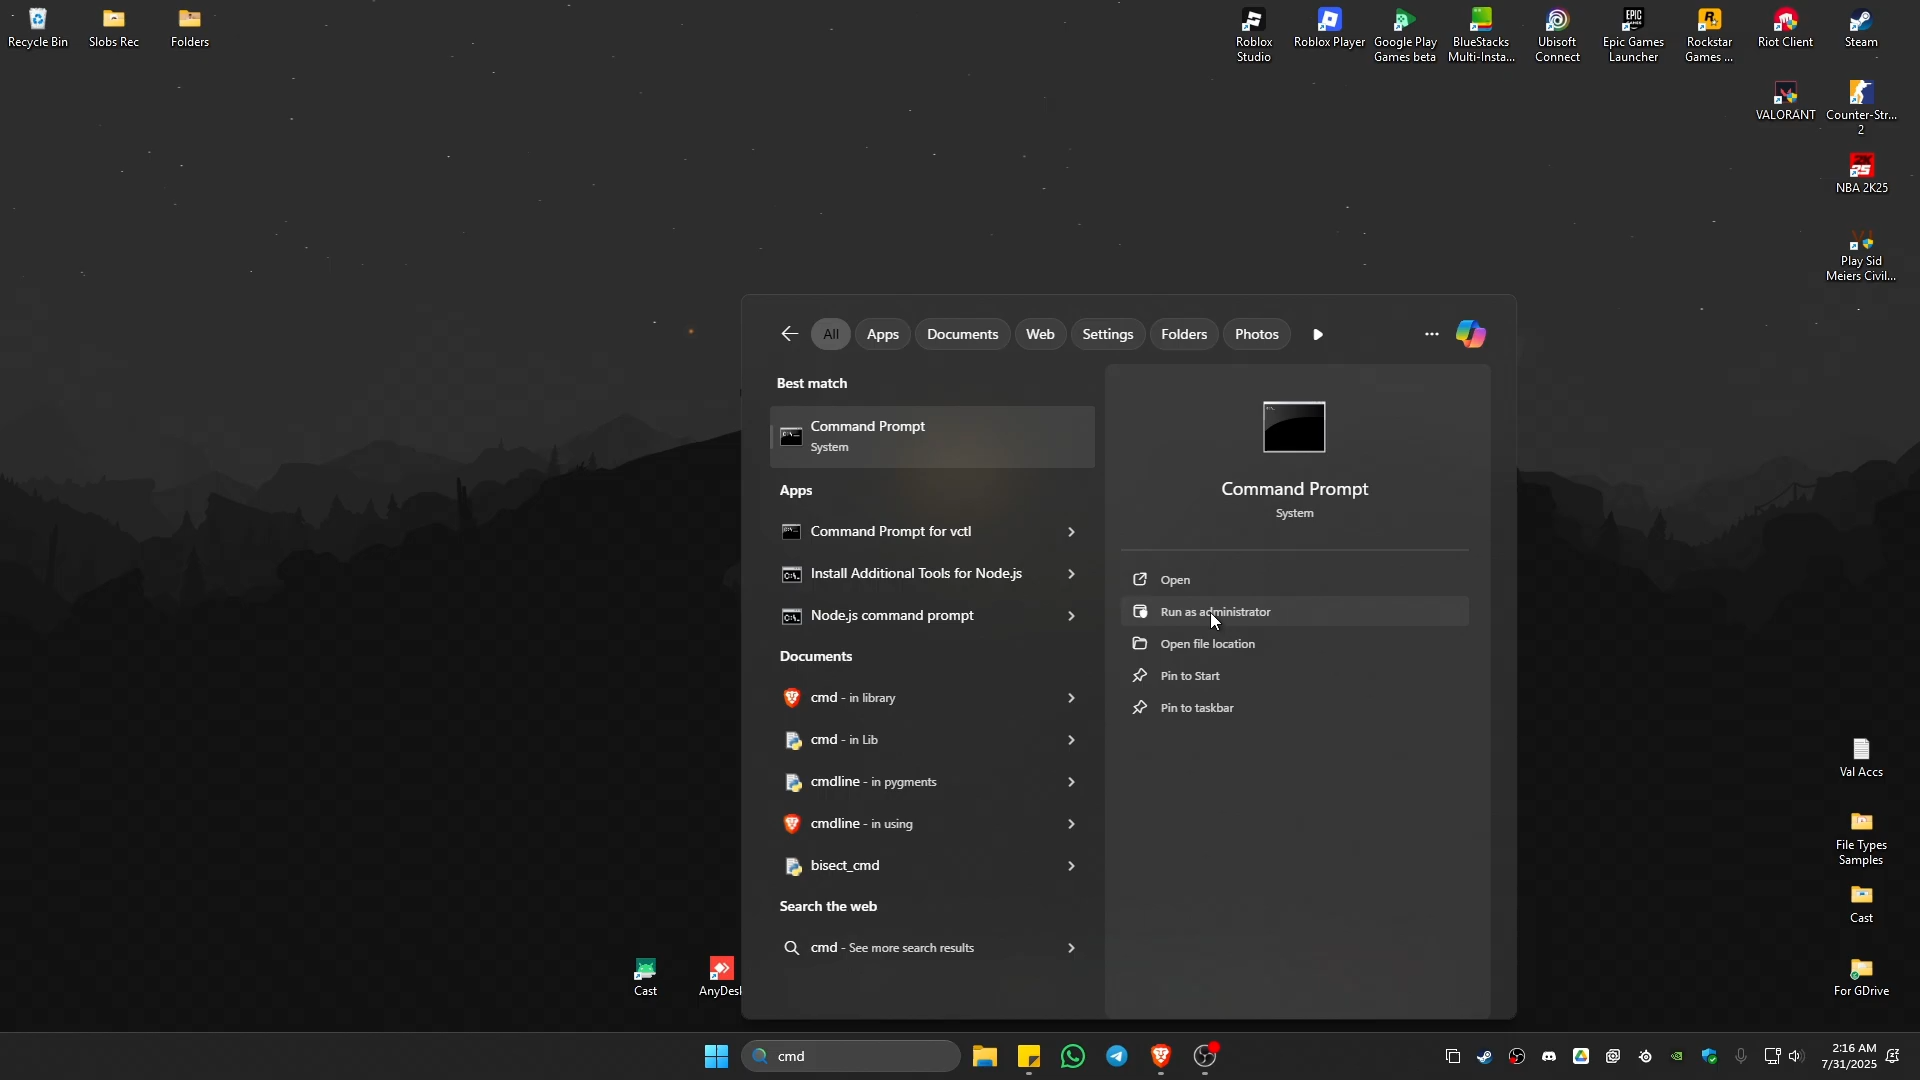 Recycle Bin
Slobs Rec
Folders
Roblox
Studio
Roblox Player
Google Play
Games beta
BlueStacks
Multi-Insta...
Ubisoft
Connect
Epic Games
Launcher
Rockstar
Games ...
Riot Client
Steam
VALORANT
Counter-Str...
2
NBA 2K25
Play Sid
Meiers Civil...
All
Apps
Documents
Web
Settings
Folders
Photos
Best match
Command Prompt
System
Apps
Command Prompt for vctl
Install Additional Tools for Node.js
Node.js command prompt
Documents
cmd - in library
cmd - in Lib
cmdline - in pygments
cmdline - in using
bisect_cmd
Search the web
cmd - See more search results
Command Prompt
System
Open
Run as administrator
Open file location
Pin to Start
Pin to taskbar
Val Accs
File Types
Samples
Cast
For GDrive
Cast
AnyDesk
cmd
2:16 AM
7/31/2025